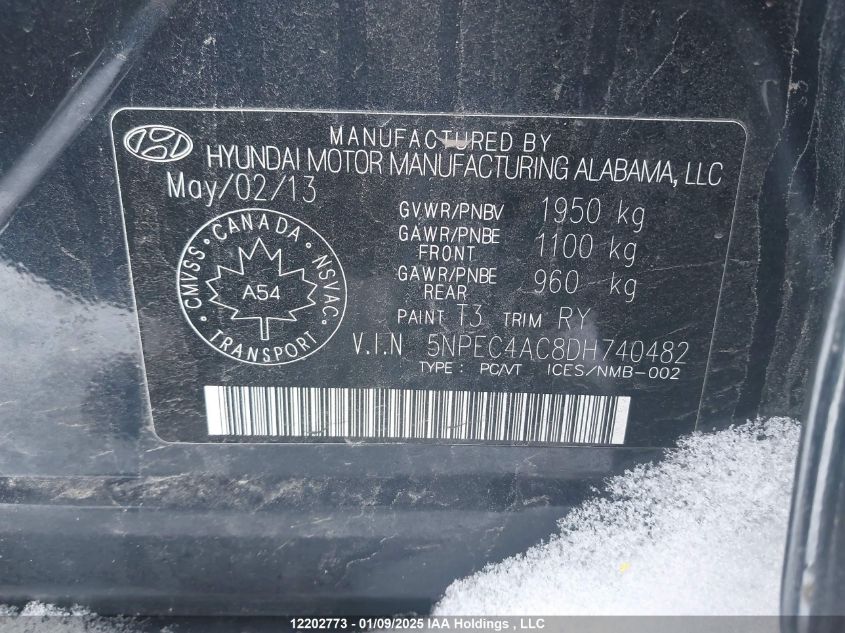 MANUFACTURED BY
HYUNDAI MOTOR MANUFACTURING ALABAMA, LLC
May/02/13
GVWR/PNBV 1950 kg
GAWR/PNBE FRONT 1100 kg
GAWR/PNBE REAR 960 kg
CMVSS · CANADA · NSVAC · TRANSPORT ·
A54
PAINT T3 TRIM RY
V.I.N 5NPEC4AC8DH740482
TYPE : PC/VT ICES/NMB-002
12202773 - 01/09/2025 IAA Holdings , LLC